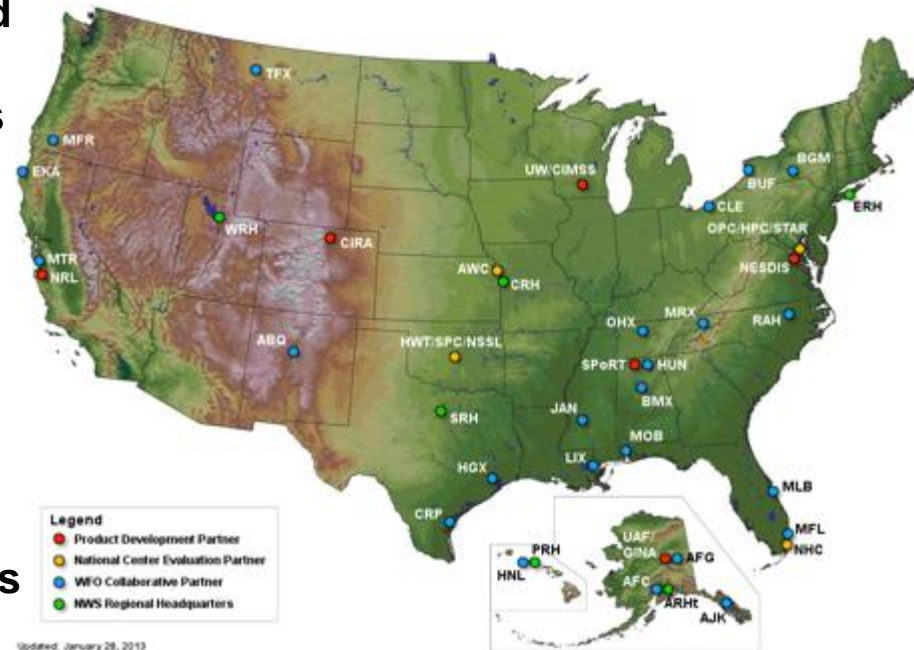 d
s
s
TFX
MFR
EKA
WRH
CIRA
MTR
NRL
ABQ
UW/CIMSS
BUF
BGM
CLE
ERH
OPC/HPC/STAR
NESDIS
AWC
CRH
OHX
MRX
RAH
HWT/SPC/NSSL
SPoRT
HUN
BMX
SRH
JAN
MOB
LIX
HGX
CRP
MLB
MFL
NHC
PRH
HNL
UAF/
GINA
AFG
AFC
ARHt
AJK
Legend
Product Development Partner
National Center Evaluation Partner
WFO Collaborative Partner
NWS Regional Headquarters
Updated: January 28, 2013